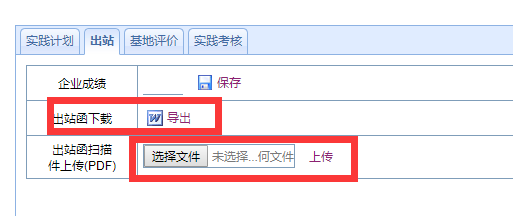 实践计划 出站 基地评价 实践考核
企业成绩 保存
出站函下载 导出
出站函扫描
件上传(PDF) 选择文件 未选择...何文件 上传